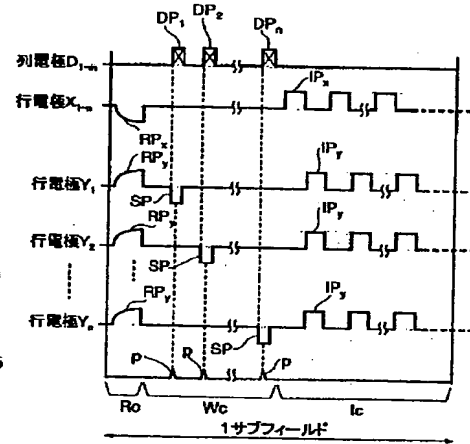 DP₁ DP₂ DPₙ
列電極D₁₋ₘ
行電極X₁₋ₙ
RPₓ
IPₓ
RPᵧ
行電極Y₁
SP
IPᵧ
RPᵧ
行電極Y₂
SP
IPᵧ
RPᵧ
行電極Yₙ
SP
IPᵧ
P P P
Rc Wc Ic
1サブフィールド